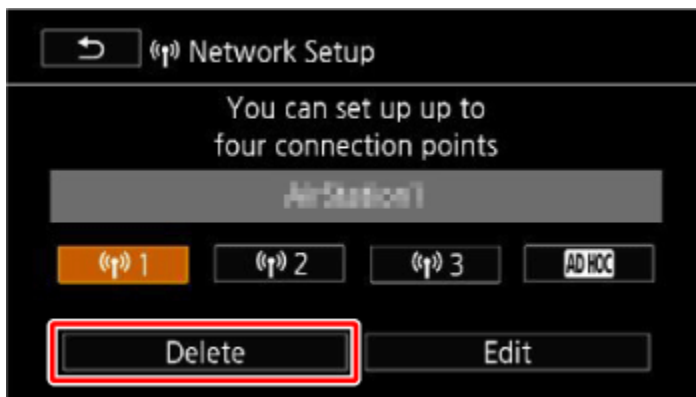 Network Setup
You can set up up to
four connection points
1
2
3
AD HOC
Delete
Edit